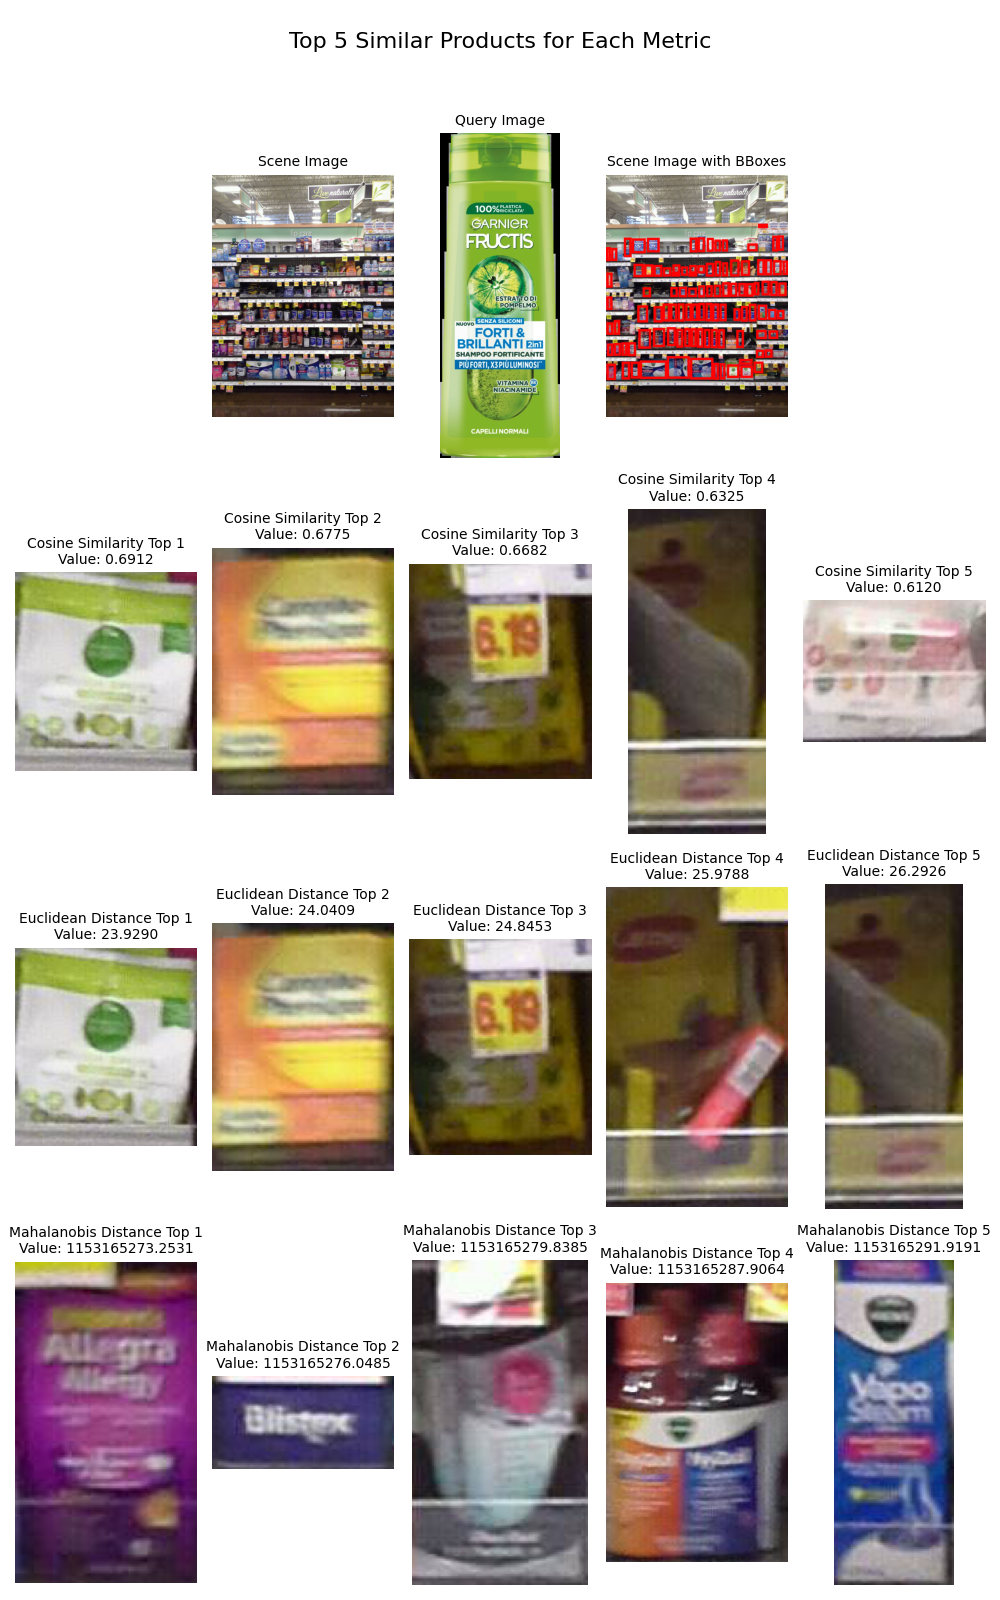 Top 5 Similar Products for Each Metric
Query Image
Scene Image
Scene Image with BBoxes
Live naturally
Live naturally
100% PLASTICA RICICLATA*
GARNIER
FRUCTIS
ESTRATTO DI
POMPELMO
SENZA SILICONI
NUOVO
FORTI &
BRILLANTI 2in1
SHAMPOO FORTIFICANTE
PIÙ FORTI, X3 PIÙ LUMINOSI*
VITAMINA B3
NIACINAMIDE
CAPELLI NORMALI
Cosine Similarity Top 1
Value: 0.6912
Cosine Similarity Top 2
Value: 0.6775
Cosine Similarity Top 3
Value: 0.6682
Cosine Similarity Top 4
Value: 0.6325
Cosine Similarity Top 5
Value: 0.6120
6.19
Euclidean Distance Top 1
Value: 23.9290
Euclidean Distance Top 2
Value: 24.0409
Euclidean Distance Top 3
Value: 24.8453
Euclidean Distance Top 4
Value: 25.9788
Euclidean Distance Top 5
Value: 26.2926
6.19
Mahalanobis Distance Top 1
Value: 1153165273.2531
Mahalanobis Distance Top 2
Value: 1153165276.0485
Mahalanobis Distance Top 3
Value: 1153165279.8385
Mahalanobis Distance Top 4
Value: 1153165287.9064
Mahalanobis Distance Top 5
Value: 1153165291.9191
Allegra
Allergy
Blistex
DayQuil
NyQuil
VICKS
Vapo
Steam